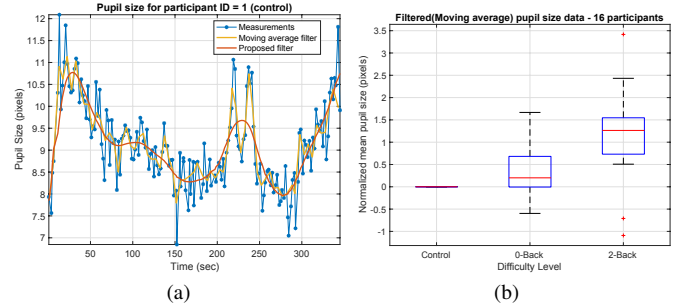 Pupil size for participant ID = 1 (control)
Measurements
Moving average filter
Proposed filter
Pupil Size (pixels)
12
11.5
11
10.5
10
9.5
9
8.5
8
7.5
7
50
100
150
200
250
300
Time (sec)
(a)
Filtered(Moving average) pupil size data - 16 participants
Normalized mean pupil size (pixels)
3.5
3
2.5
2
1.5
1
0.5
0
-0.5
-1
Control
0-Back
2-Back
Difficulty Level
(b)